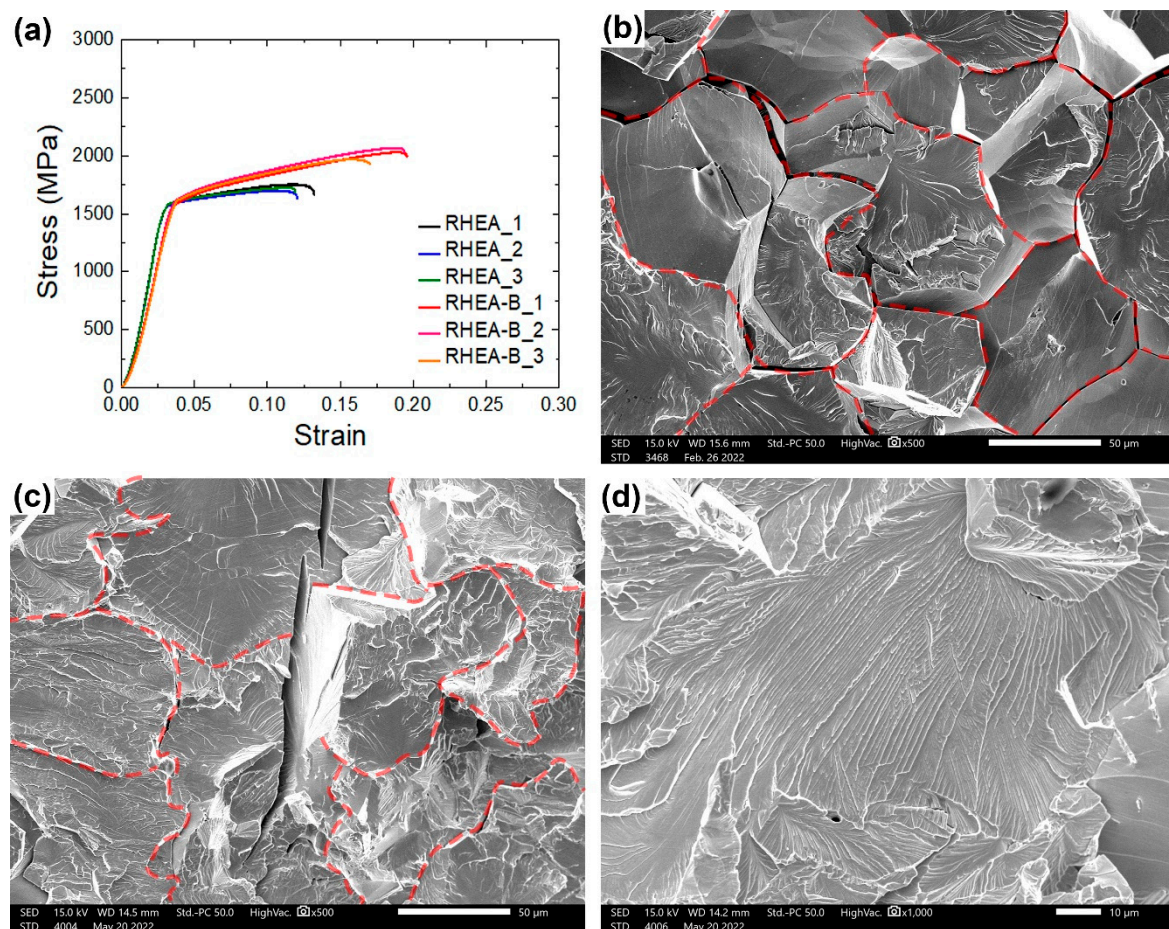 (a)
3000
2500
2000
1500
1000
500
0
Stress (MPa)
0.00 0.05 0.10 0.15 0.20 0.25 0.30
Strain
RHEA_1
RHEA_2
RHEA_3
RHEA-B_1
RHEA-B_2
RHEA-B_3
(b)
SED 15.0 kV WD 15.6 mm Std.-PC 50.0 HighVac. x500 50 µm
STD 3468 Feb. 26 2022
(c)
SED 15.0 kV WD 14.5 mm Std.-PC 50.0 HighVac. x500 50 µm
STD 4004 May 20 2022
(d)
SED 15.0 kV WD 14.2 mm Std.-PC 50.0 HighVac. x1,000 10 µm
STD 4006 May 20 2022